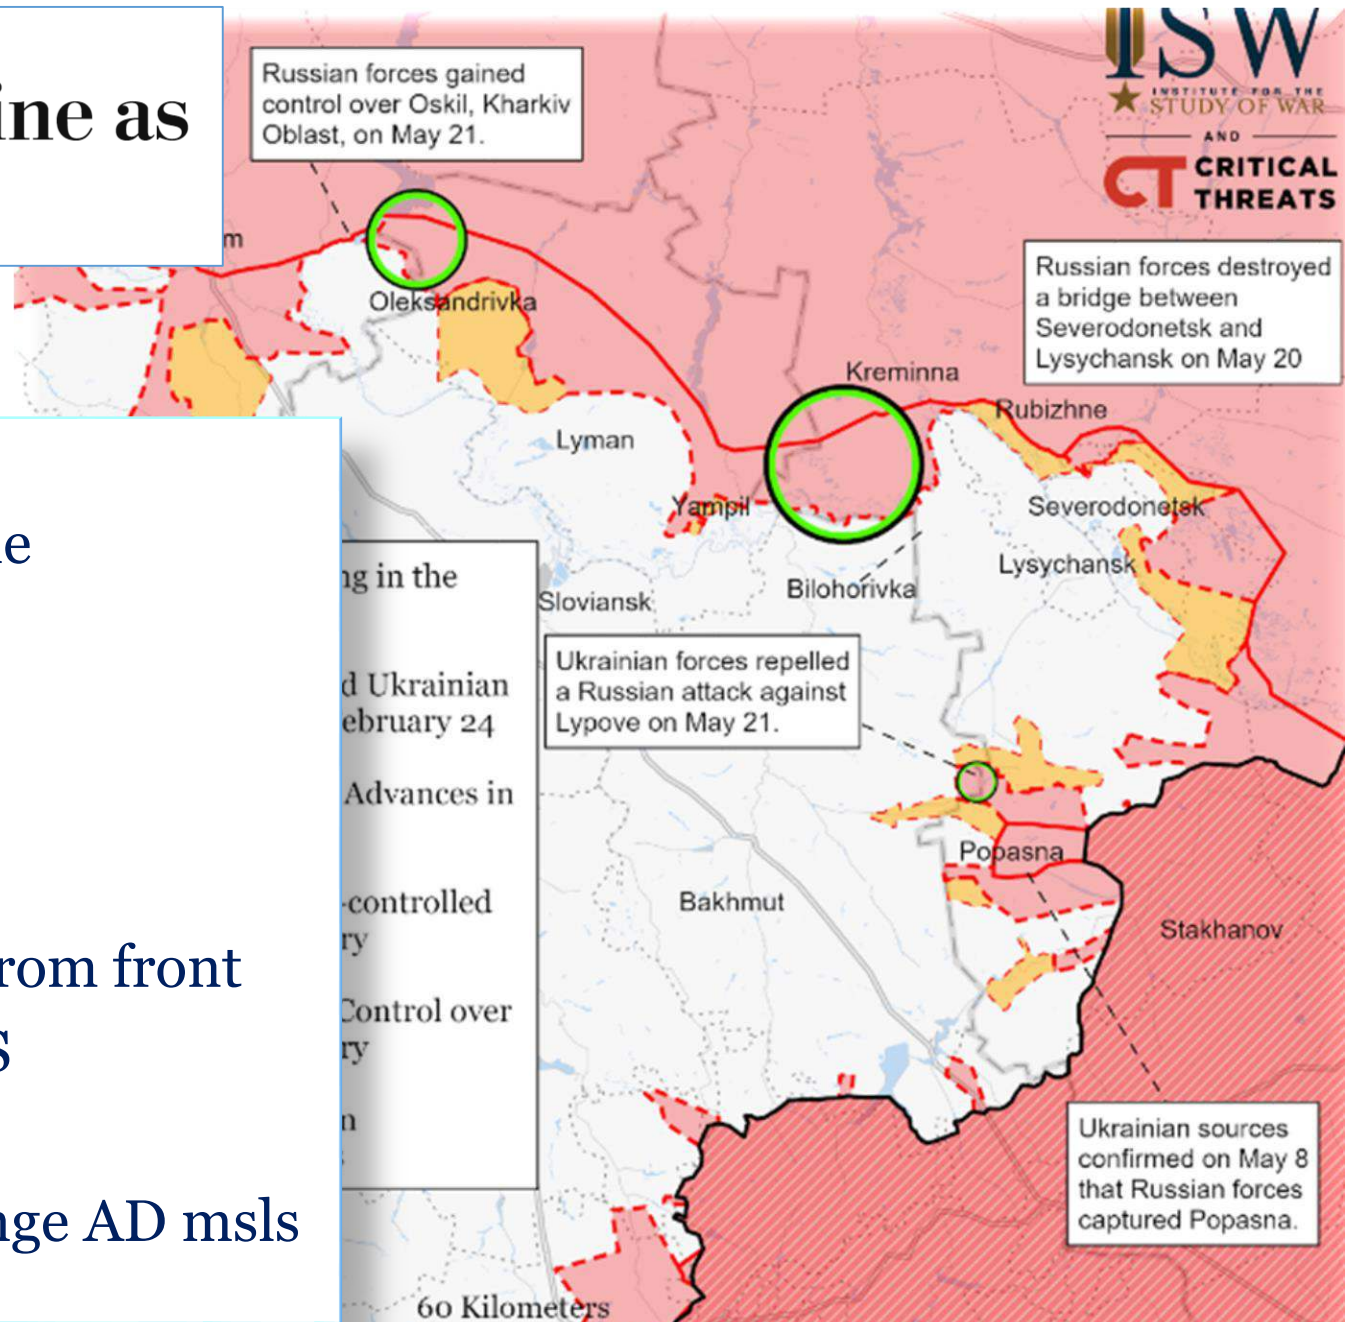 ine as
Russian forces gained
control over Oskil, Kharkiv
Oblast, on May 21.
ISW
INSTITUTE FOR THE
STUDY OF WAR
AND
CT CRITICAL
THREATS
m
Russian forces destroyed
a bridge between
Severodonetsk and
Lysychansk on May 20
Oleksandrivka
Kreminna
Rubizhne
Lyman
Yampil
Severodonetsk
Lysychansk
Bilohorivka
Sloviansk
e
ng in the
d Ukrainian
ebruary 24
Advances in
-controlled
ry
Control over
ry
n
Ukrainian forces repelled
a Russian attack against
Lypove on May 21.
Popasna
Bakhmut
Stakhanov
rom front
s
nge AD msls
Ukrainian sources
confirmed on May 8
that Russian forces
captured Popasna.
60 Kilometers